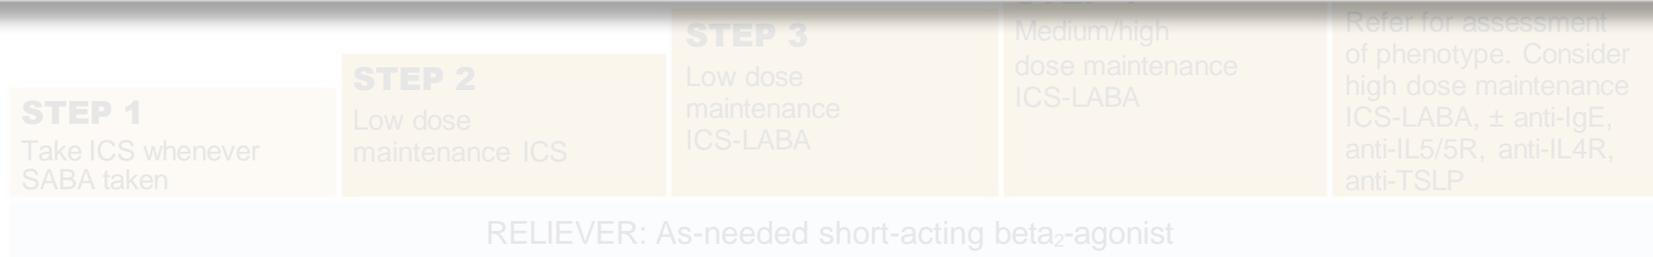 STEP 1
Take ICS whenever
SABA taken
STEP 2
Low dose
maintenance ICS
STEP 3
Low dose
maintenance
ICS-LABA
Medium/high
dose maintenance
ICS-LABA
Refer for assessment
of phenotype. Consider
high dose maintenance
ICS-LABA, ± anti-IgE,
anti-IL5/5R, anti-IL4R,
anti-TSLP
RELIEVER: As-needed short-acting beta₂-agonist